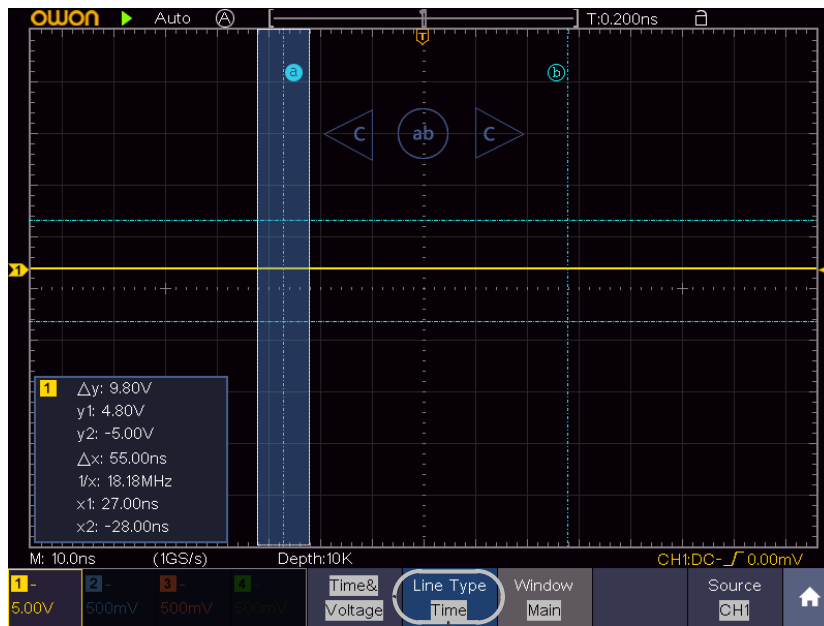 OWON Auto A T:0.200ns
T
a b
C ab C
1
1 △y: 9.80V
y1: 4.80V
y2: -5.00V
△x: 55.00ns
1/x: 18.18MHz
x1: 27.00ns
x2: -28.00ns
M: 10.0ns (1GS/s) Depth:10K CH1:DC- 0.00mV
1 - 2 - 3 - 4 - Time& Line Type Window Source
5.00V 500mV 500mV 500mV Voltage Time Main CH1